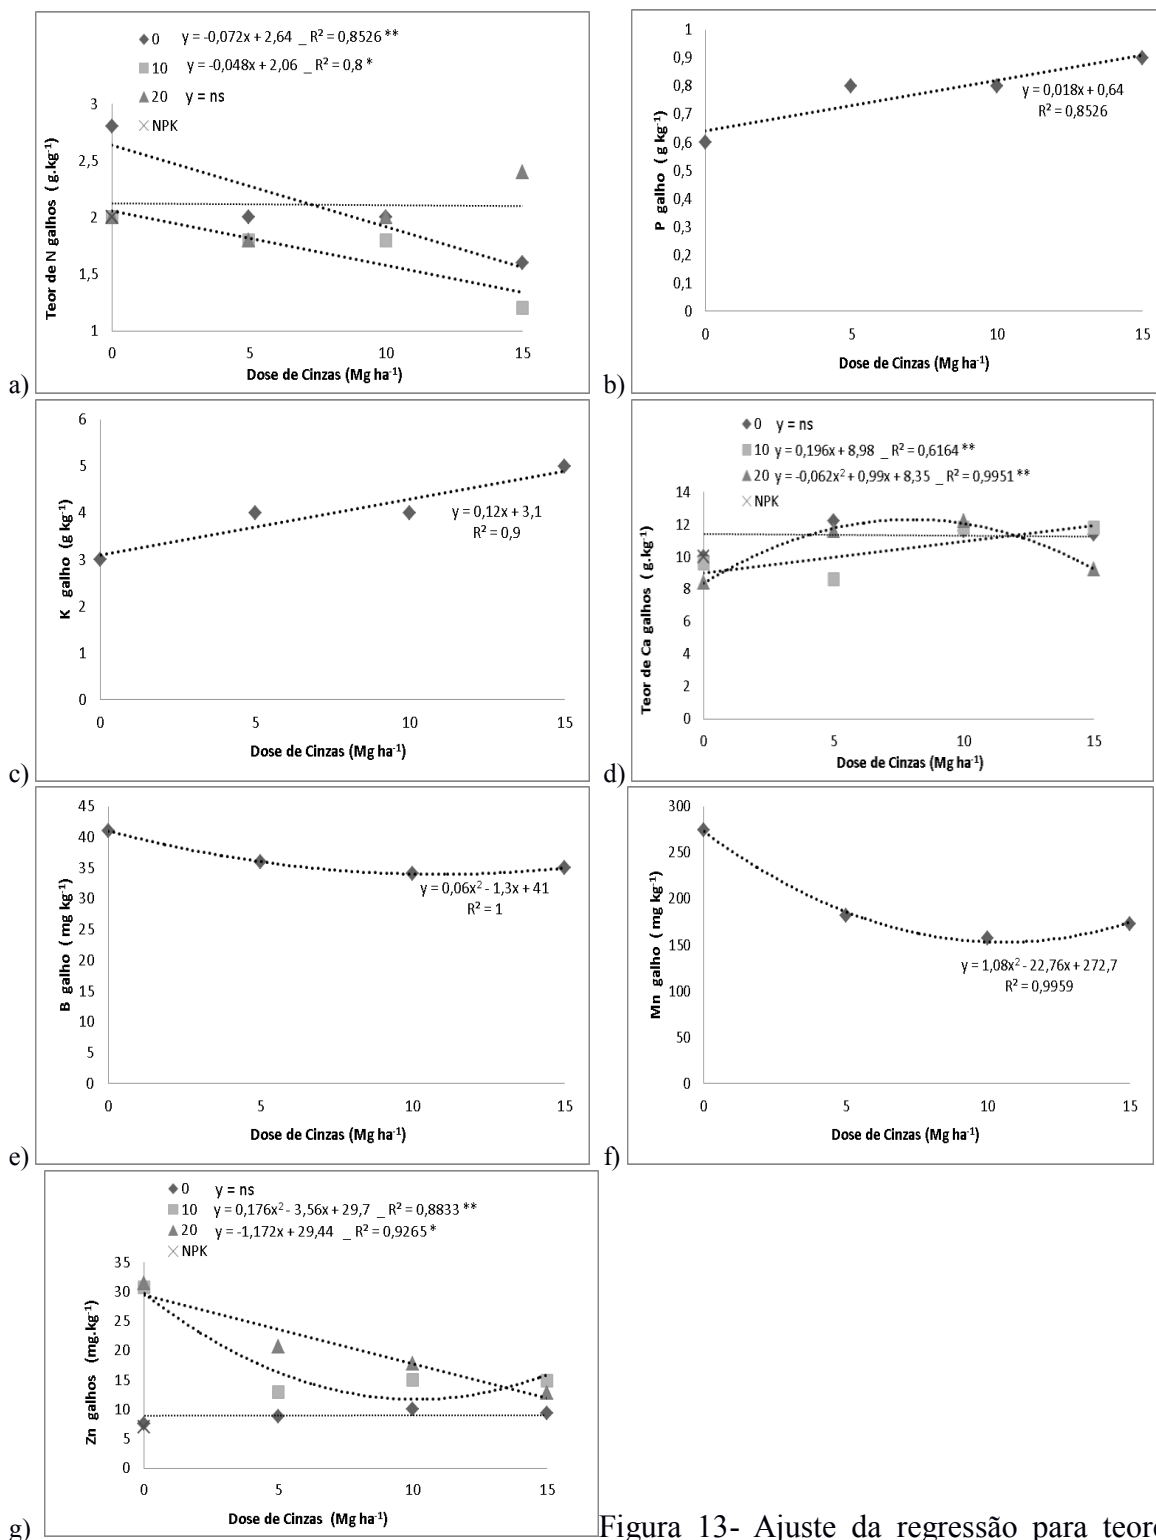 0 y = -0,072x + 2,64 _ R² = 0,8526 **
10 y = -0,048x + 2,06 _ R² = 0,8 *
20 y = ns
NPK
3
2,5
2
1,5
1
Teor de N galhos ( g.kg⁻¹)
0 5 10 15
Dose de Cinzas (Mg ha⁻¹)
a)
1
0,9
0,8
0,7
0,6
0,5
0,4
0,3
0,2
0,1
0
P galho ( g kg⁻¹)
y = 0,018x + 0,64
R² = 0,8526
0 5 10 15
Dose de Cinzas (Mg ha⁻¹)
b)
6
5
4
3
2
1
0
K galho (g kg⁻¹)
y = 0,12x + 3,1
R² = 0,9
0 5 10 15
Dose de Cinzas (Mg ha⁻¹)
c)
0 y = ns
10 y = 0,196x + 8,98 _ R² = 0,6164 **
20 y = -0,062x² + 0,99x + 8,35 _ R² = 0,9951 **
NPK
14
12
10
8
6
4
2
0
Teor de Ca galhos ( g.kg⁻¹)
0 5 10 15
Dose de Cinzas (Mg ha⁻¹)
d)
45
40
35
30
25
20
15
10
5
0
B galho ( mg kg⁻¹)
y = 0,06x² - 1,3x + 41
R² = 1
0 5 10 15
Dose de Cinzas (Mg ha⁻¹)
e)
300
250
200
150
100
50
0
Mn galho ( mg kg⁻¹)
y = 1,08x² - 22,76x + 272,7
R² = 0,9959
0 5 10 15
Dose de Cinzas (Mg ha⁻¹)
f)
0 y = ns
10 y = 0,176x² - 3,56x + 29,7 _ R² = 0,8833 **
20 y = -1,172x + 29,44 _ R² = 0,9265 *
NPK
35
30
25
20
15
10
5
0
Zn galhos (mg.kg⁻¹)
0 5 10 15
Dose de Cinzas (Mg ha⁻¹)
g)
Figura 13- Ajuste da regressão para teore